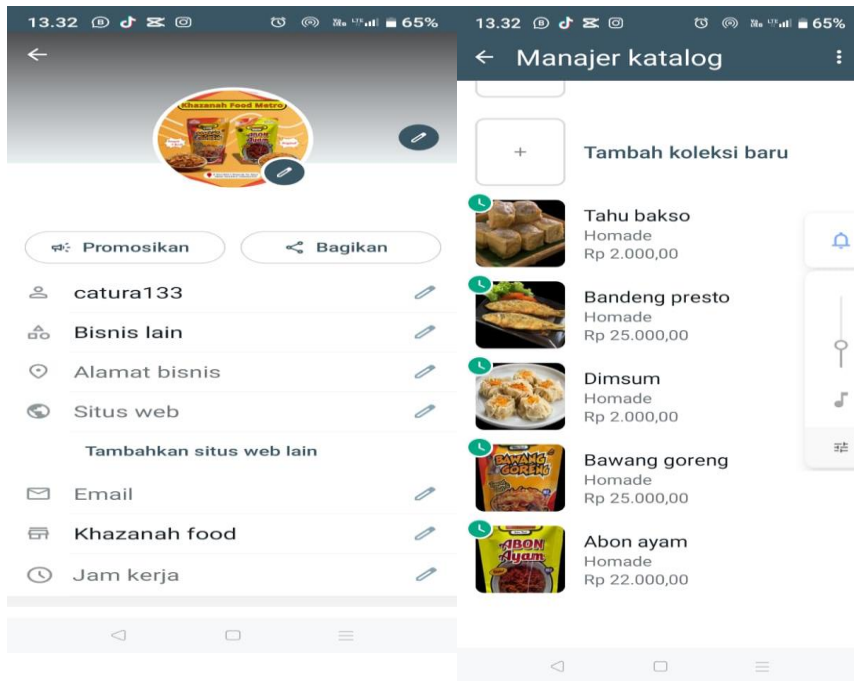 13.32
65%
Khazanah Food Metro
ABON
Ayam
Promosikan
Bagikan
catura133
Bisnis lain
Alamat bisnis
Situs web
Tambahkan situs web lain
Email
Khazanah food
Jam kerja
13.32
65%
Manajer katalog
Tambah koleksi baru
Tahu bakso
Homade
Rp 2.000,00
Bandeng presto
Homade
Rp 25.000,00
Dimsum
Homade
Rp 2.000,00
BAWANG
GORENG
Bawang goreng
Homade
Rp 25.000,00
ABON
Ayam
Abon ayam
Homade
Rp 22.000,00